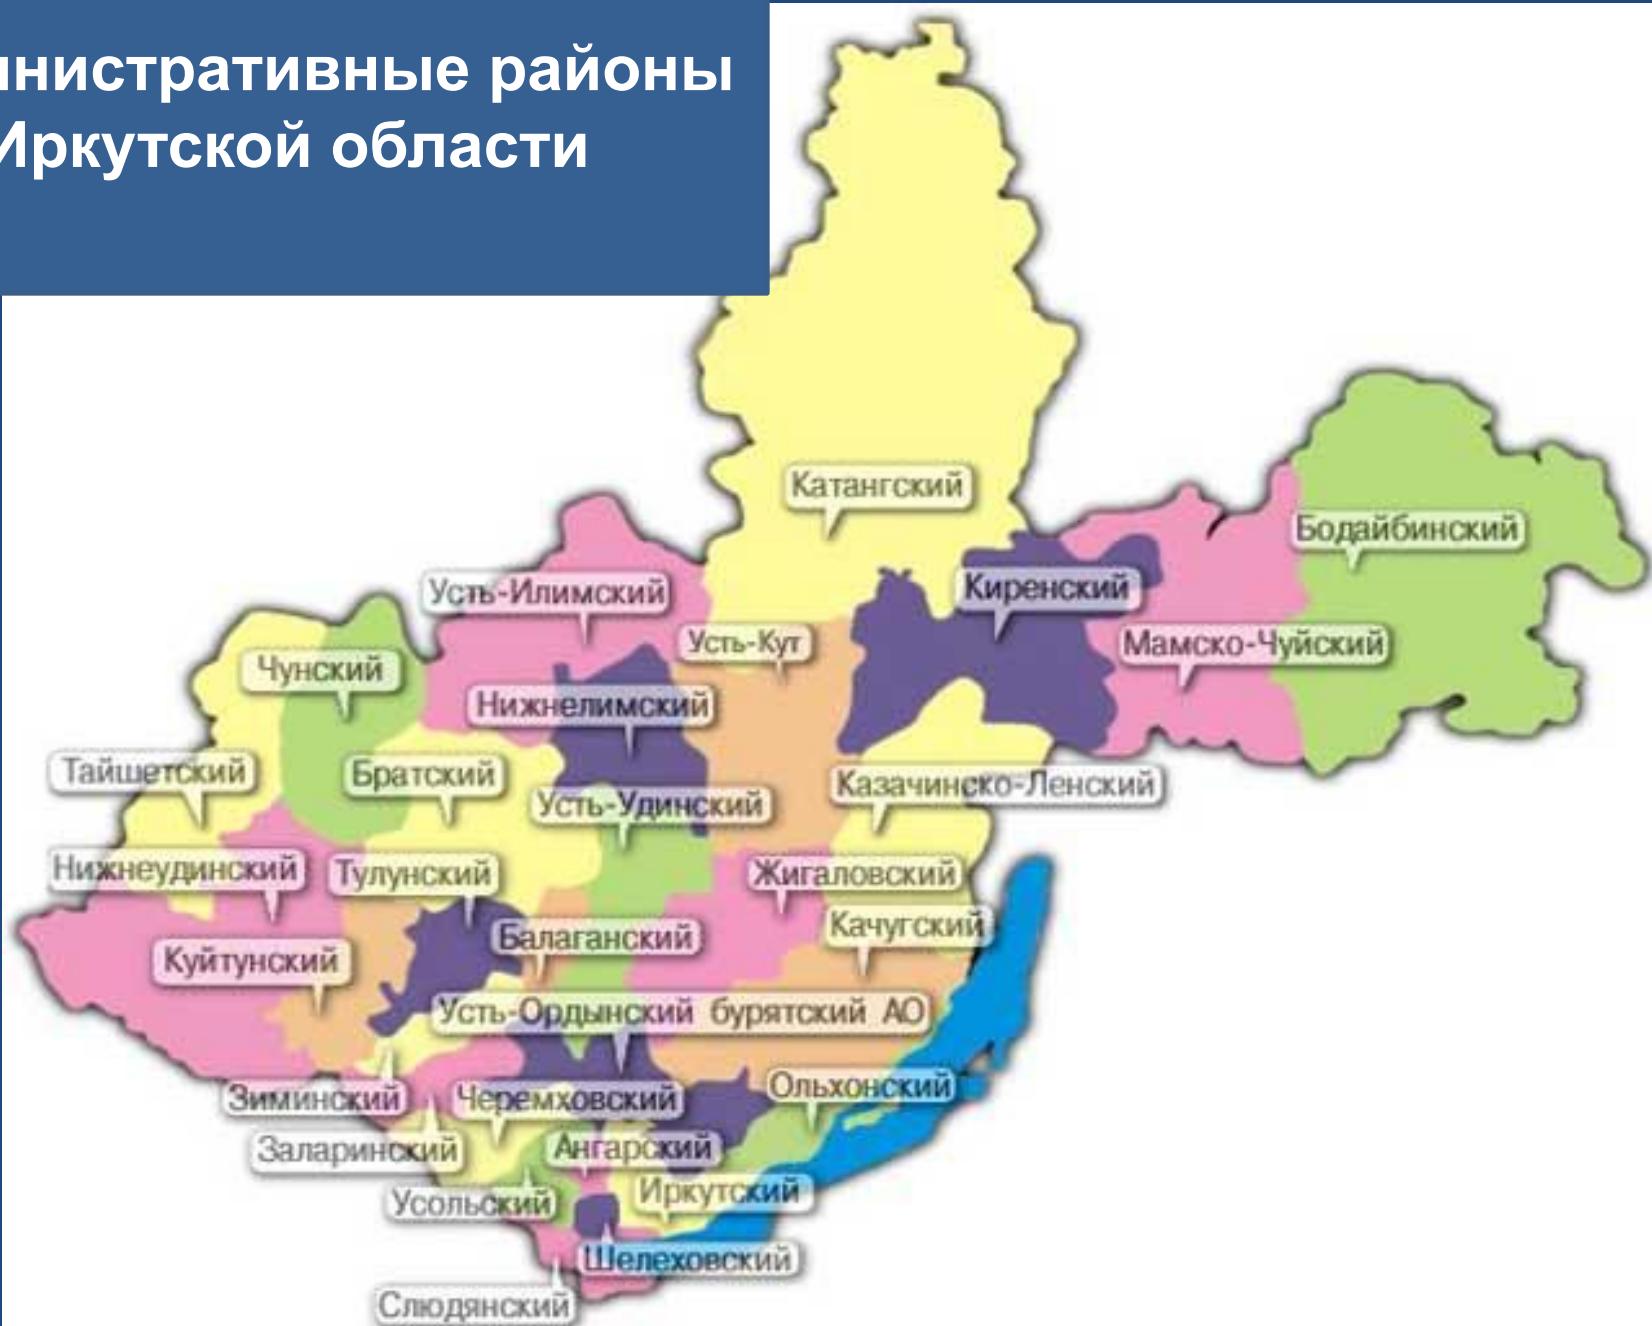 инистративные районы
Иркутской области
Катангский
Бодайбинский
Киренский
Усть-Илимский
Усть-Кут
Мамско-Чуйский
Чунский
Нижнелимский
Тайшетский
Братский
Казачинско-Ленский
Усть-Удинский
Нижнеудинский
Тулунский
Жигаловский
Качугский
Балаганский
Куйтунский
Усть-Ордынский бурятский АО
Ольхонский
Зиминский
Черемховский
Заларинский
Ангарский
Иркутский
Усольский
Шелеховский
Слюдянский